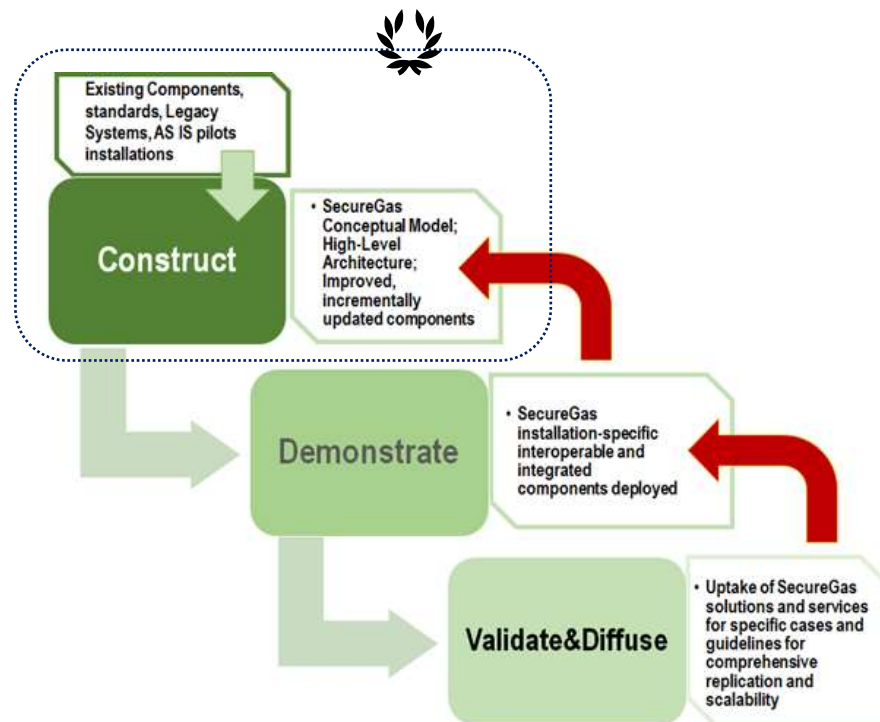 Existing Components,
standards, Legacy
Systems, AS IS pilots
installations
Construct
• SecureGas
Conceptual Model;
High-Level
Architecture;
Improved,
incrementally
updated components
Demonstrate
• SecureGas
installation-specific
interoperable and
integrated
components deployed
Validate&Diffuse
• Uptake of SecureGas
solutions and services
for specific cases and
guidelines for
comprehensive
replication and
scalability